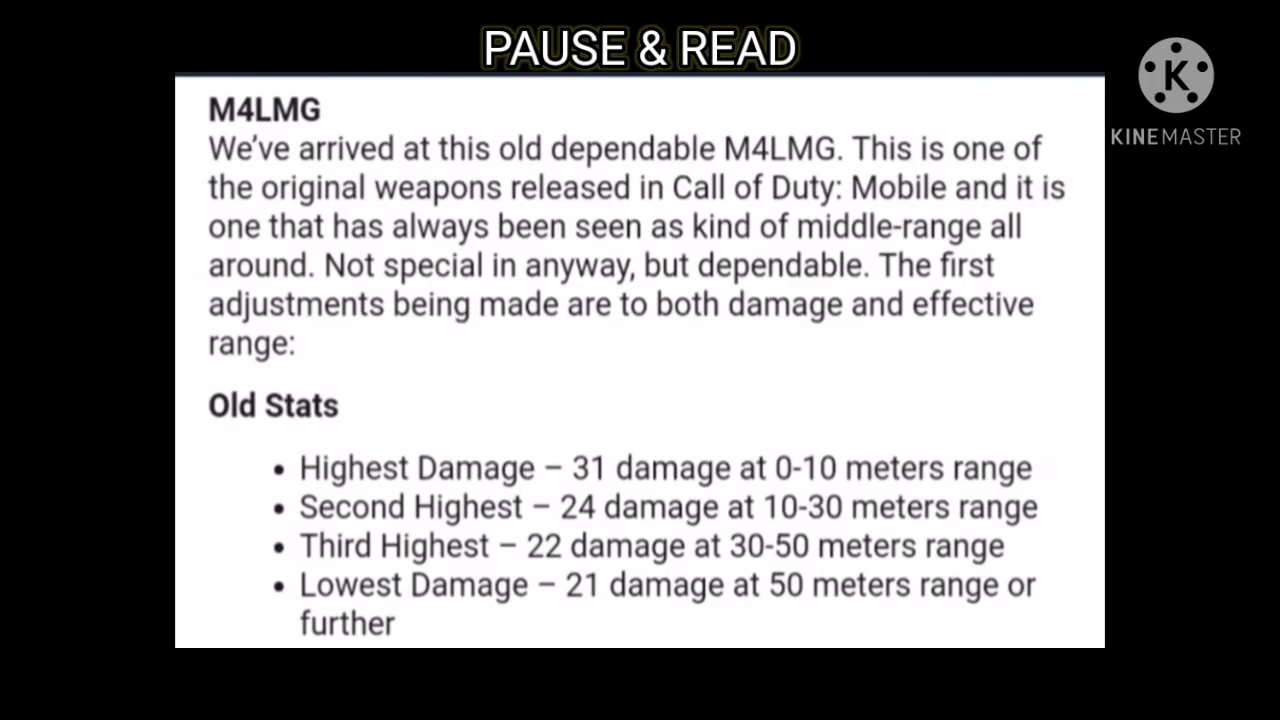 PAUSE & READ
KINEMASTER
M4LMG
We've arrived at this old dependable M4LMG. This is one of
the original weapons released in Call of Duty: Mobile and it is
one that has always been seen as kind of middle-range all
around. Not special in anyway, but dependable. The first
adjustments being made are to both damage and effective
range:
Old Stats
• Highest Damage – 31 damage at 0-10 meters range
• Second Highest – 24 damage at 10-30 meters range
• Third Highest – 22 damage at 30-50 meters range
• Lowest Damage – 21 damage at 50 meters range or
further